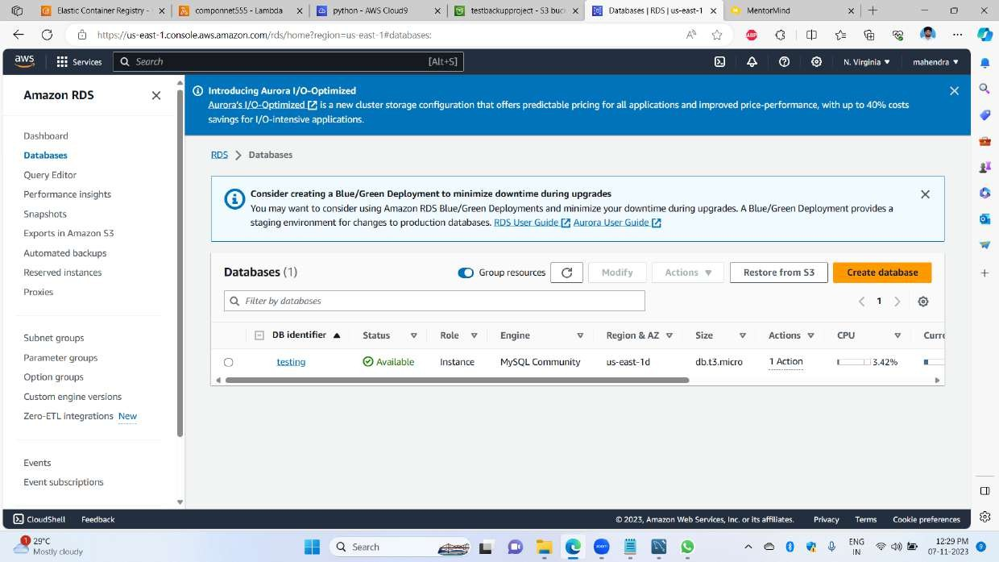 Elastic Container Registry -
componnet555 - Lambda
python - AWS Cloud9
testbackupproject - S3 buc
Databases | RDS | us-east-1
MentorMind
https://us-east-1.console.aws.amazon.com/rds/home?region=us-east-1#databases:
ABP
aws
Services
Search
[Alt+S]
N. Virginia
mahendra
Amazon RDS
Dashboard
Databases
Query Editor
Performance insights
Snapshots
Exports in Amazon S3
Automated backups
Reserved instances
Proxies
Subnet groups
Parameter groups
Option groups
Custom engine versions
Zero-ETL integrations New
Events
Event subscriptions
Introducing Aurora I/O-Optimized
Aurora's I/O-Optimized is a new cluster storage configuration that offers predictable pricing for all applications and improved price-performance, with up to 40% costs
savings for I/O-intensive applications.
RDS > Databases
Consider creating a Blue/Green Deployment to minimize downtime during upgrades
You may want to consider using Amazon RDS Blue/Green Deployments and minimize your downtime during upgrades. A Blue/Green Deployment provides a
staging environment for changes to production databases. RDS User Guide Aurora User Guide
Databases (1)
Group resources
Modify
Actions
Restore from S3
Create database
Filter by databases
1
DB identifier Status Role Engine Region & AZ Size Actions CPU Curre
testing Available Instance MySQL Community us-east-1d db.t3.micro 1 Action 3.42%
CloudShell Feedback
© 2023, Amazon Web Services, Inc. or its affiliates. Privacy Terms Cookie preferences
1
29°C
Mostly cloudy
Search
zoom
ENG
IN
12:29 PM
07-11-2023
9